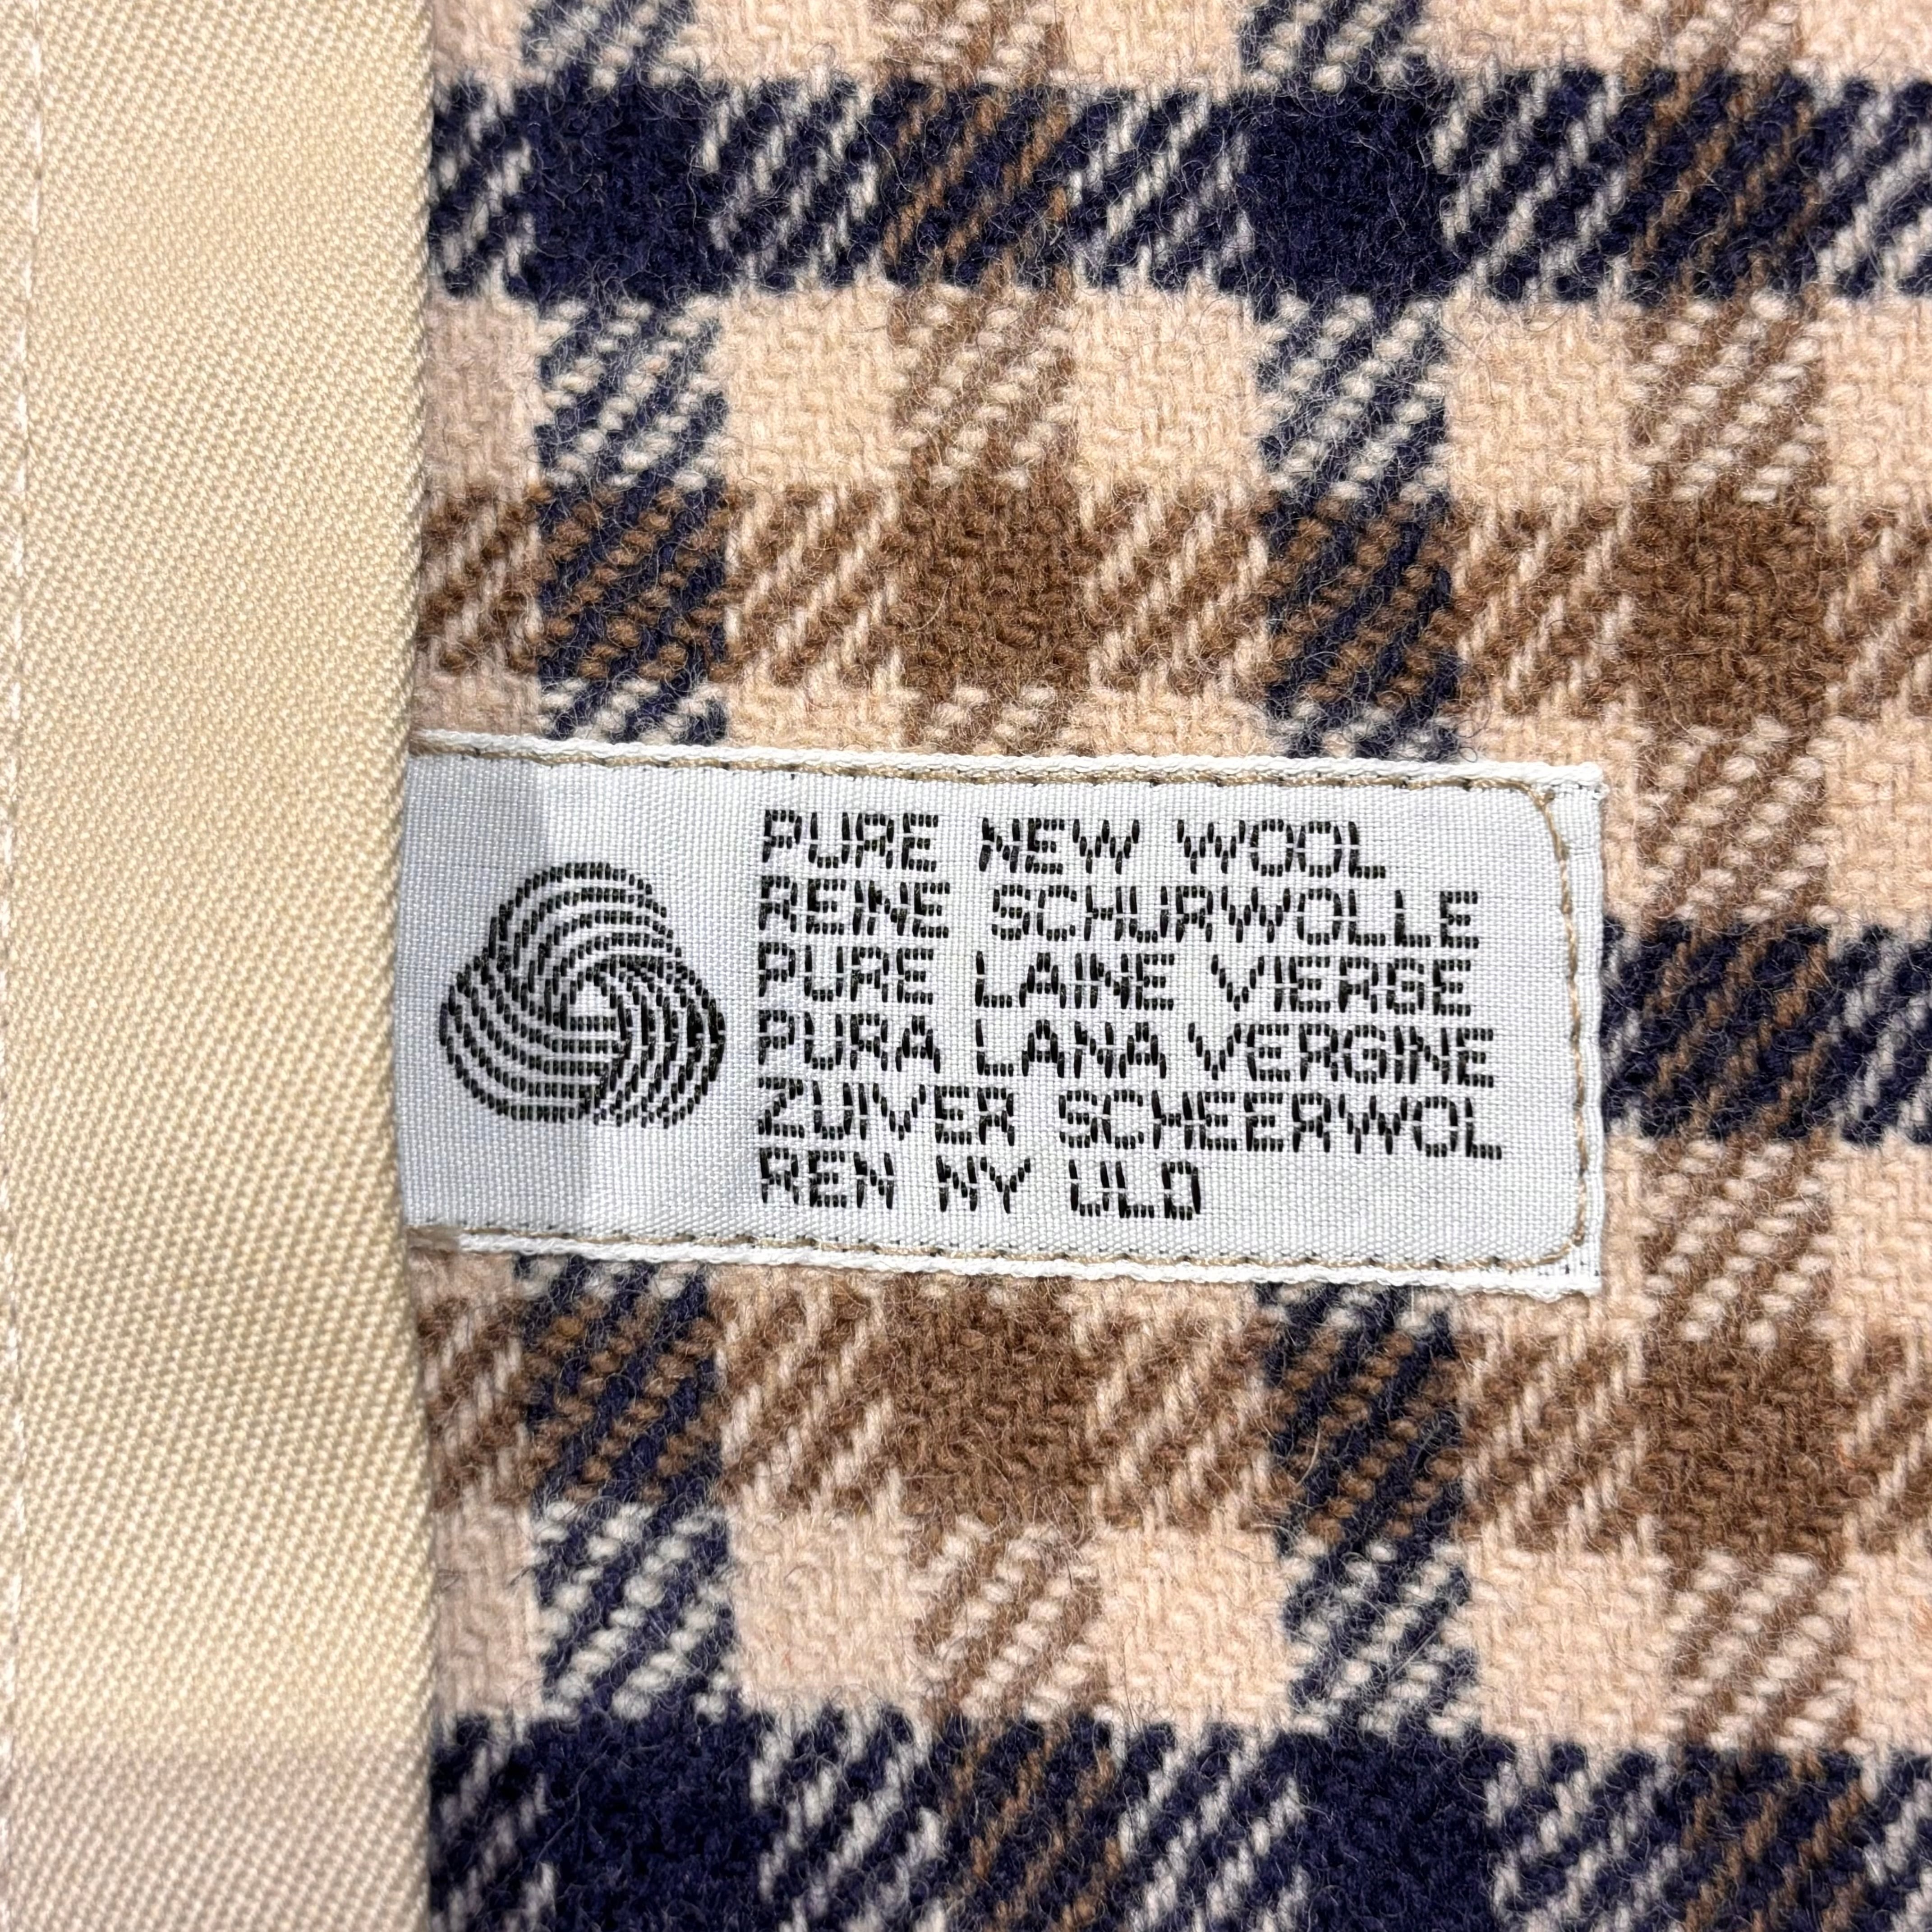 PURE NEW WOOL
REINE SCHURWOLLE
PURE LAINE VIERGE
PURA LANA VERGINE
ZUIVER SCHEERWOL
REN NY ULD